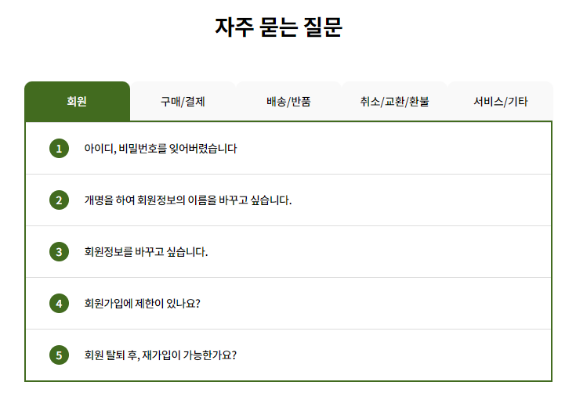 자주 묻는 질문
회원 구매/결제 배송/반품 취소/교환/환불 서비스/기타
1 아이디, 비밀번호를 잊어버렸습니다
2 개명을 하여 회원정보의 이름을 바꾸고 싶습니다.
3 회원정보를 바꾸고 싶습니다.
4 회원가입에 제한이 있나요?
5 회원 탈퇴 후, 재가입이 가능한가요?